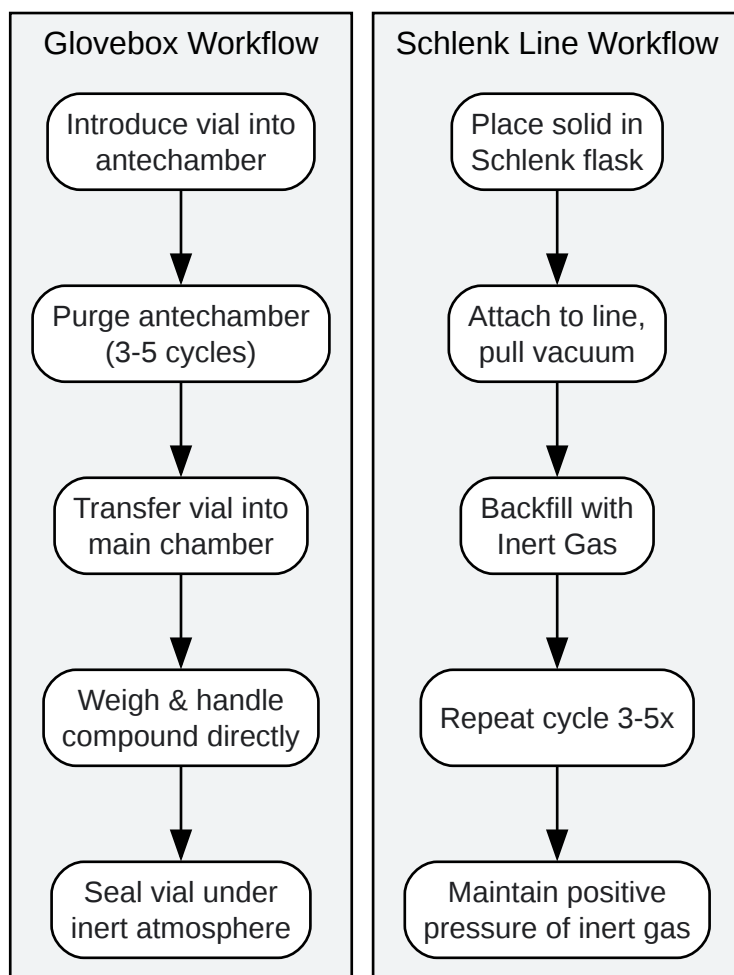 Glovebox Workflow
Introduce vial into
antechamber
Purge antechamber
(3-5 cycles)
Transfer vial into
main chamber
Weigh & handle
compound directly
Seal vial under
inert atmosphere
Schlenk Line Workflow
Place solid in
Schlenk flask
Attach to line,
pull vacuum
Backfill with
Inert Gas
Repeat cycle 3-5x
Maintain positive
pressure of inert gas